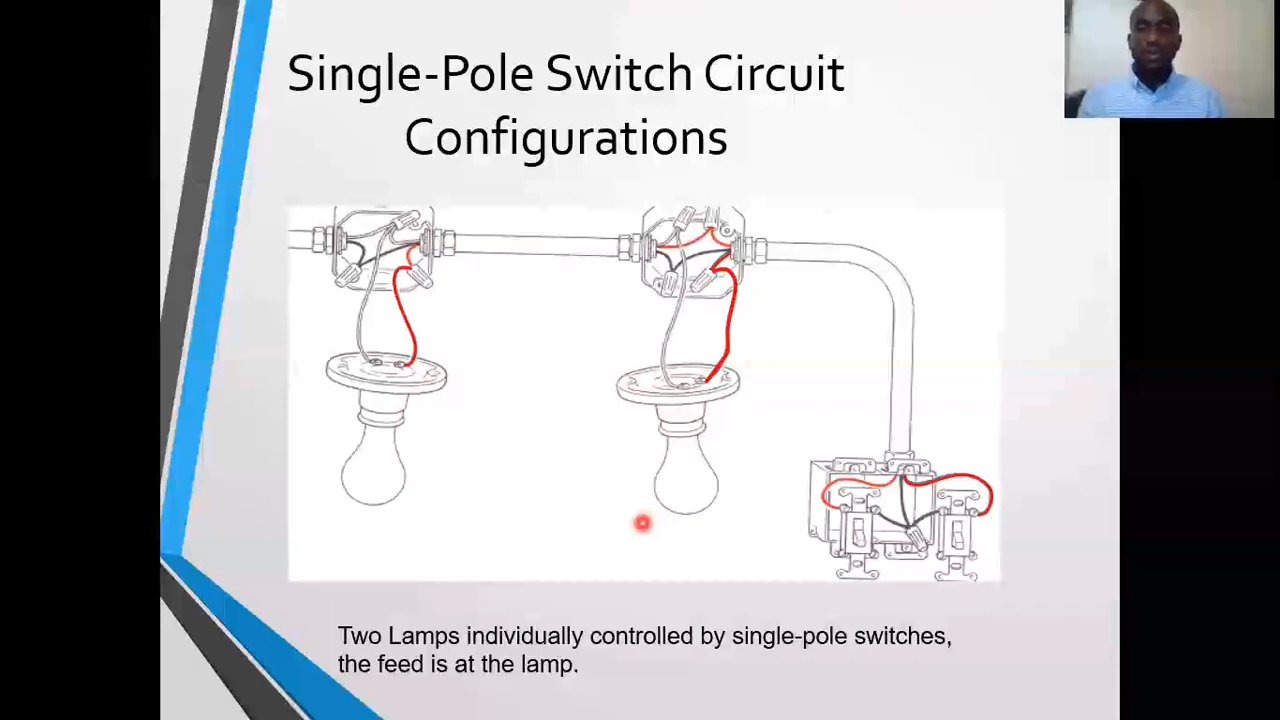 Single-Pole Switch Circuit
Configurations
Two Lamps individually controlled by single-pole switches,
the feed is at the lamp.